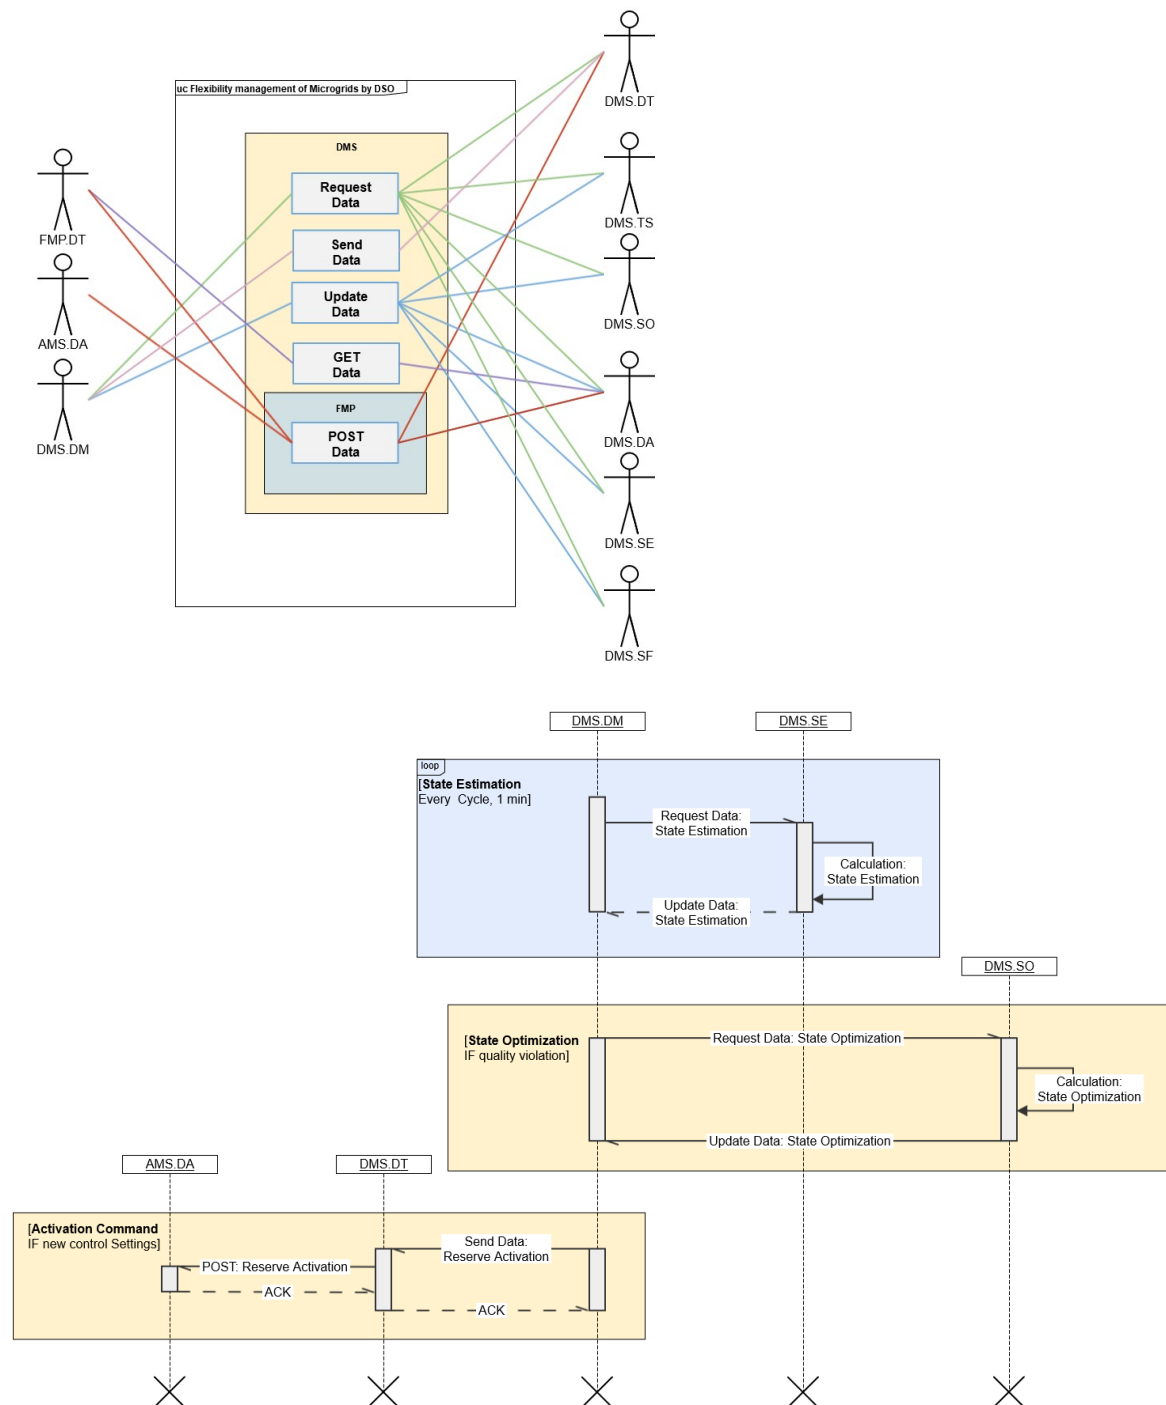 uc Flexibility management of Microgrids by DSO
DMS
Request
Data
Send
Data
Update
Data
GET
Data
FMP
POST
Data
FMP.DT
AMS.DA
DMS.DM
DMS.DT
DMS.TS
DMS.SO
DMS.DA
DMS.SE
DMS.SF
DMS.DM
DMS.SE
loop
[State Estimation
Every Cycle, 1 min]
Request Data:
State Estimation
Calculation:
State Estimation
Update Data:
State Estimation
DMS.SO
[State Optimization
IF quality violation]
Request Data: State Optimization
Calculation:
State Optimization
Update Data: State Optimization
AMS.DA
DMS.DT
[Activation Command
IF new control Settings]
Send Data:
Reserve Activation
POST: Reserve Activation
ACK
ACK